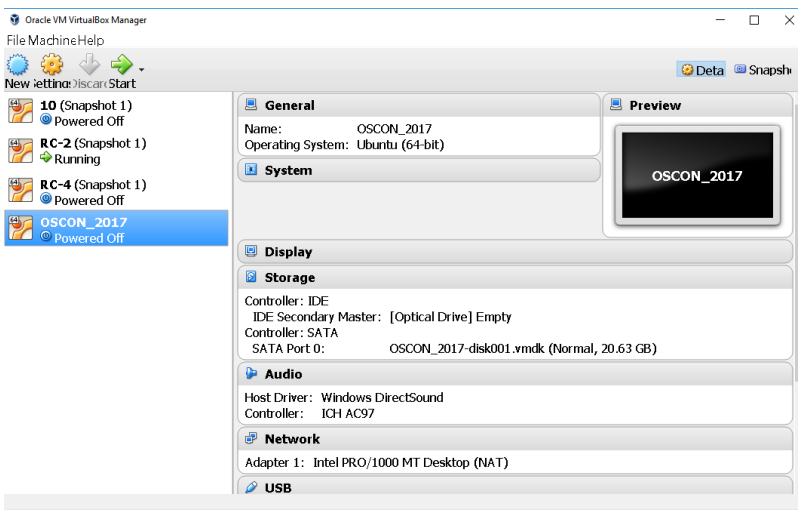 Oracle VM VirtualBox Manager
File Machine Help
New Settings Discard Start
Deta Snapsh
10 (Snapshot 1)
Powered Off
RC-2 (Snapshot 1)
Running
RC-4 (Snapshot 1)
Powered Off
OSCON_2017
Powered Off
General
Name: OSCON_2017
Operating System: Ubuntu (64-bit)
System
Preview
OSCON_2017
Display
Storage
Controller: IDE
IDE Secondary Master: [Optical Drive] Empty
Controller: SATA
SATA Port 0: OSCON_2017-disk001.vmdk (Normal, 20.63 GB)
Audio
Host Driver: Windows DirectSound
Controller: ICH AC97
Network
Adapter 1: Intel PRO/1000 MT Desktop (NAT)
USB